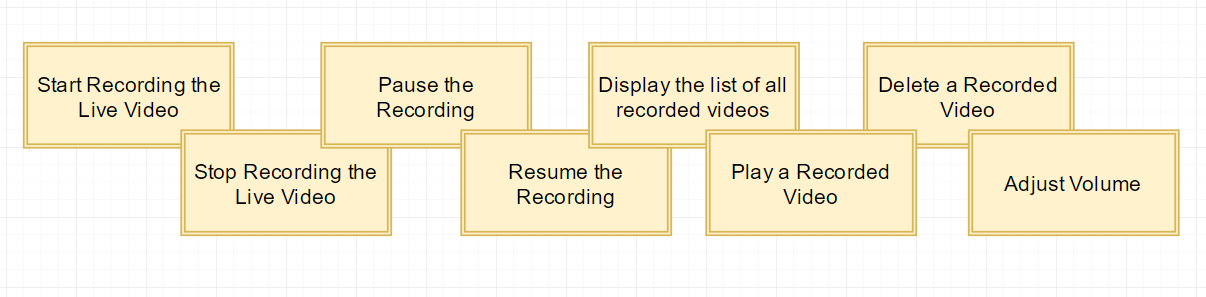 Start Recording the
Live Video
Stop Recording the
Live Video
Pause the
Recording
Resume the
Recording
Display the list of all
recorded videos
Play a Recorded
Video
Delete a Recorded
Video
Adjust Volume